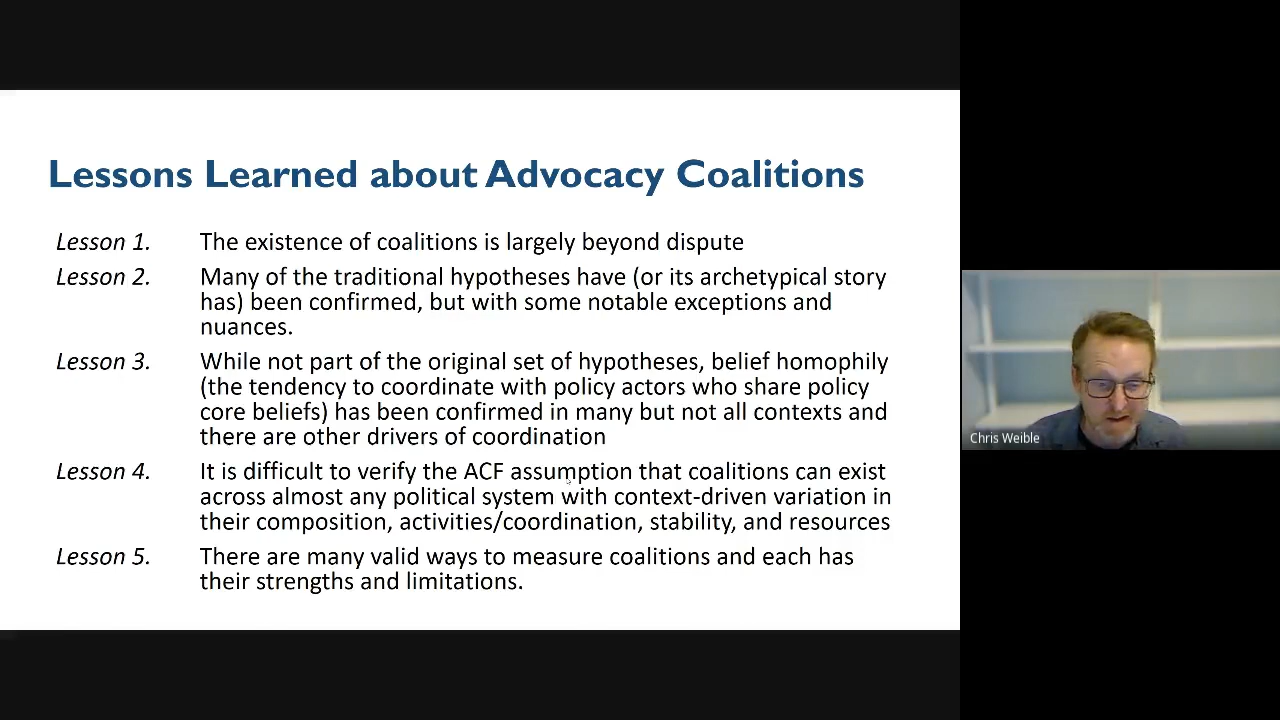 Lessons Learned about Advocacy Coalitions
Lesson 1. The existence of coalitions is largely beyond dispute
Lesson 2. Many of the traditional hypotheses have (or its archetypical story
has) been confirmed, but with some notable exceptions and
nuances.
Lesson 3. While not part of the original set of hypotheses, belief homophily
(the tendency to coordinate with policy actors who share policy
core beliefs) has been confirmed in many but not all contexts and
there are other drivers of coordination
Lesson 4. It is difficult to verify the ACF assumption that coalitions can exist
across almost any political system with context-driven variation in
their composition, activities/coordination, stability, and resources
Lesson 5. There are many valid ways to measure coalitions and each has
their strengths and limitations.
Chris Weible